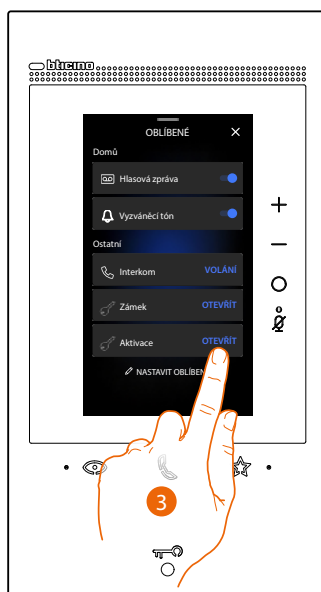 bticino
OBLÍBENÉ
Domů
Hlasová zpráva
Vyzváněcí tón
Ostatní
Interkom VOLÁNÍ
Zámek OTEVŘÍT
Aktivace OTEVŘÍT
NASTAVIT OBLÍBEN
3